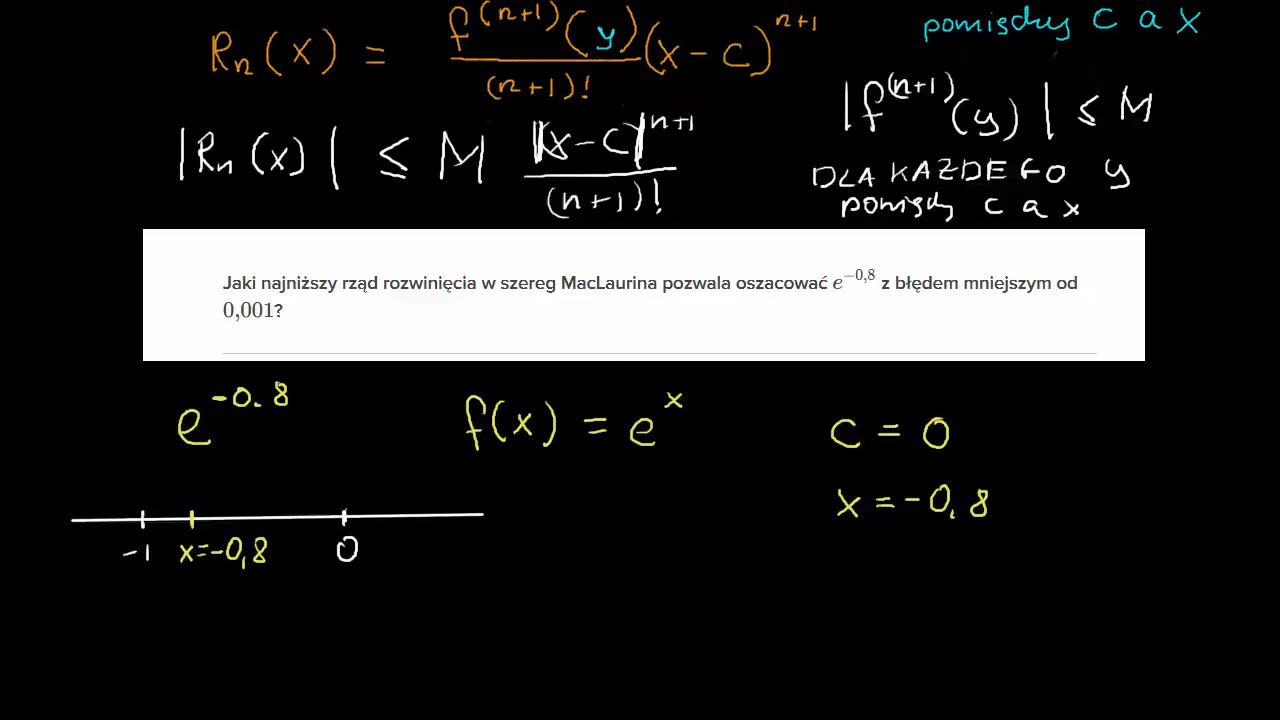 pomiędzy c a x
Rn(x) = f^(n+1)(y)/(n+1)! (x-c)^n+1
|f^(n+1)(y)| ≤ M
|Rn(x)| ≤ M |x-c|^n+1/(n+1)!
DLA KAŻDEGO y
pomiędzy c a x
Jaki najniższy rząd rozwinięcia w szereg MacLaurina pozwala oszacować e^−0,8 z błędem mniejszym od
0,001?
e^-0.8 f(x) = e^x c = 0
x = -0,8
-1 x=-0,8 0